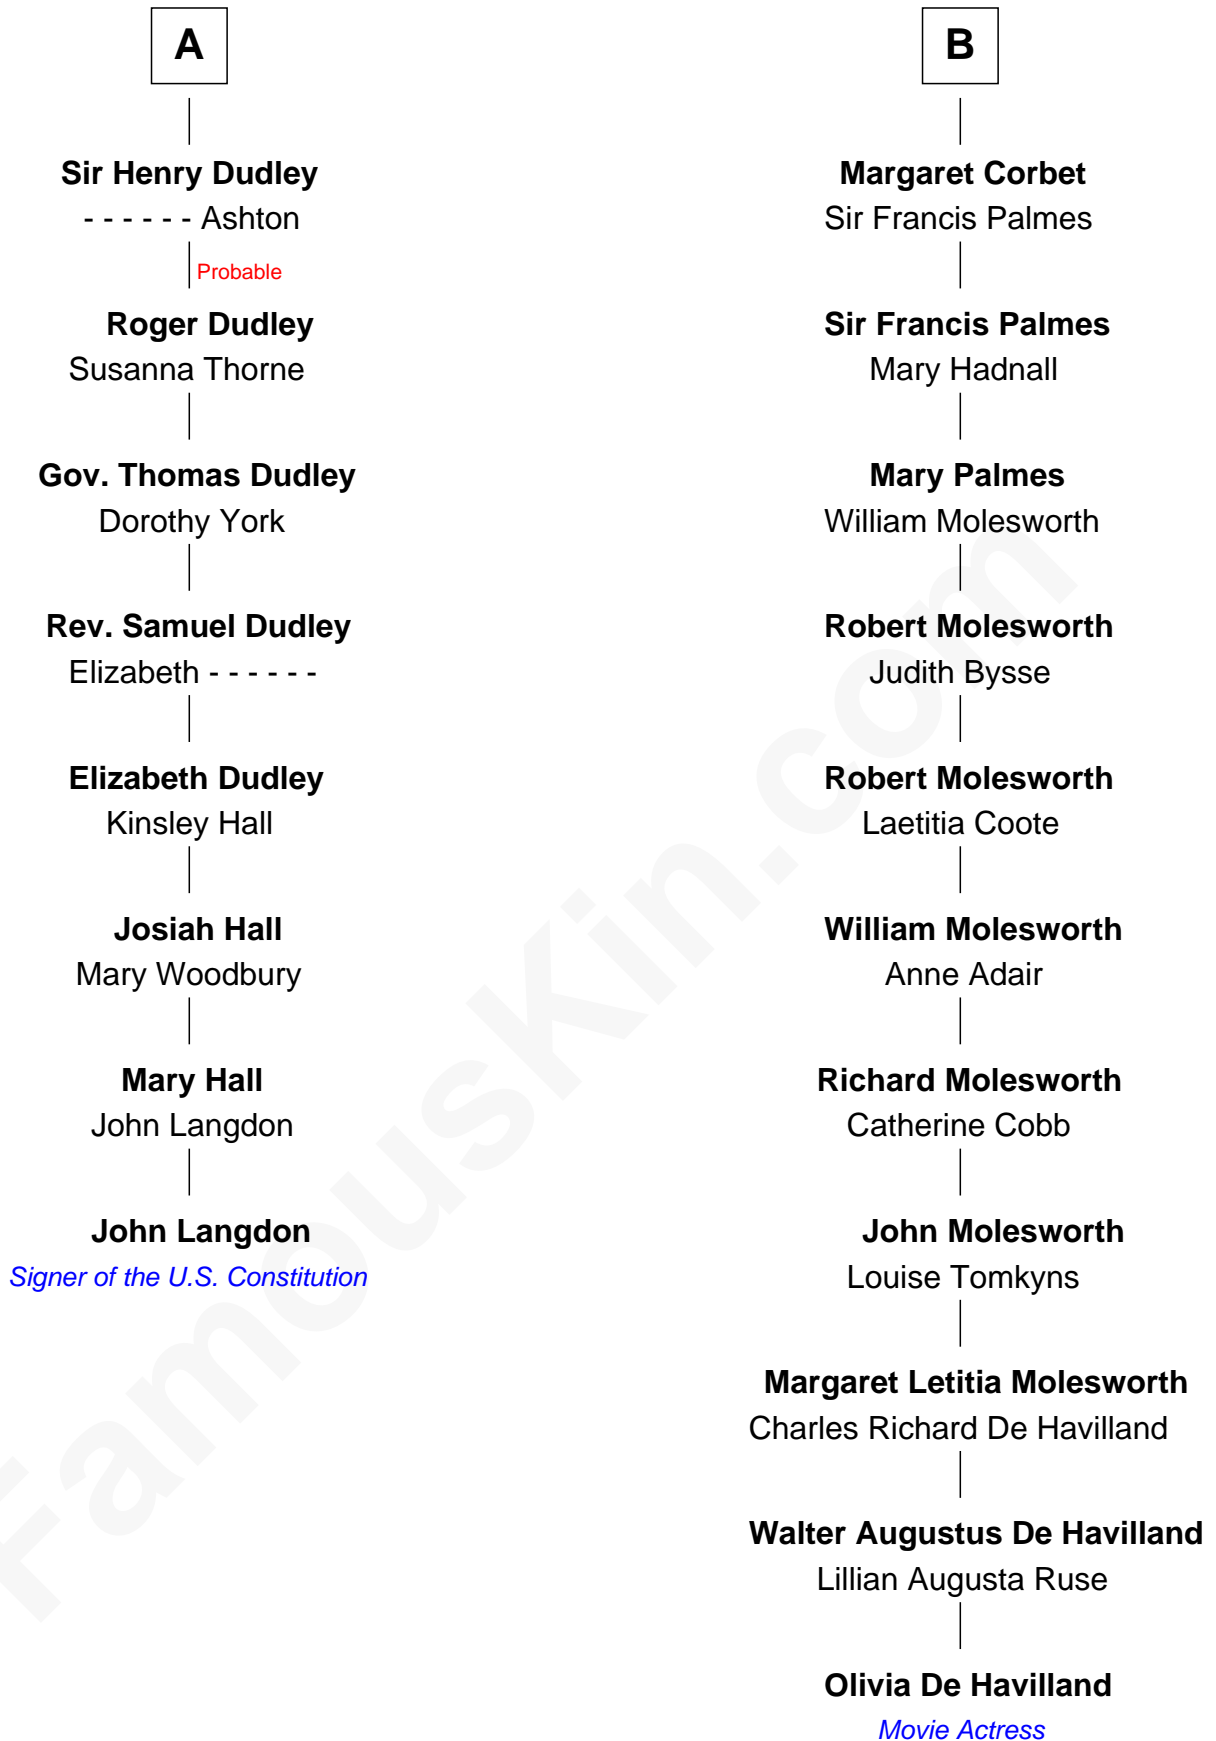 A
Sir Henry Dudley
- - - - - - Ashton
Probable
Roger Dudley
Susanna Thorne
Gov. Thomas Dudley
Dorothy York
Rev. Samuel Dudley
Elizabeth - - - - - -
Elizabeth Dudley
Kinsley Hall
Josiah Hall
Mary Woodbury
Mary Hall
John Langdon
John Langdon
Signer of the U.S. Constitution
B
Margaret Corbet
Sir Francis Palmes
Sir Francis Palmes
Mary Hadnall
Mary Palmes
William Molesworth
Robert Molesworth
Judith Bysse
Robert Molesworth
Laetitia Coote
William Molesworth
Anne Adair
Richard Molesworth
Catherine Cobb
John Molesworth
Louise Tomkyns
Margaret Letitia Molesworth
Charles Richard De Havilland
Walter Augustus De Havilland
Lillian Augusta Ruse
Olivia De Havilland
Movie Actress
FamousKin.com